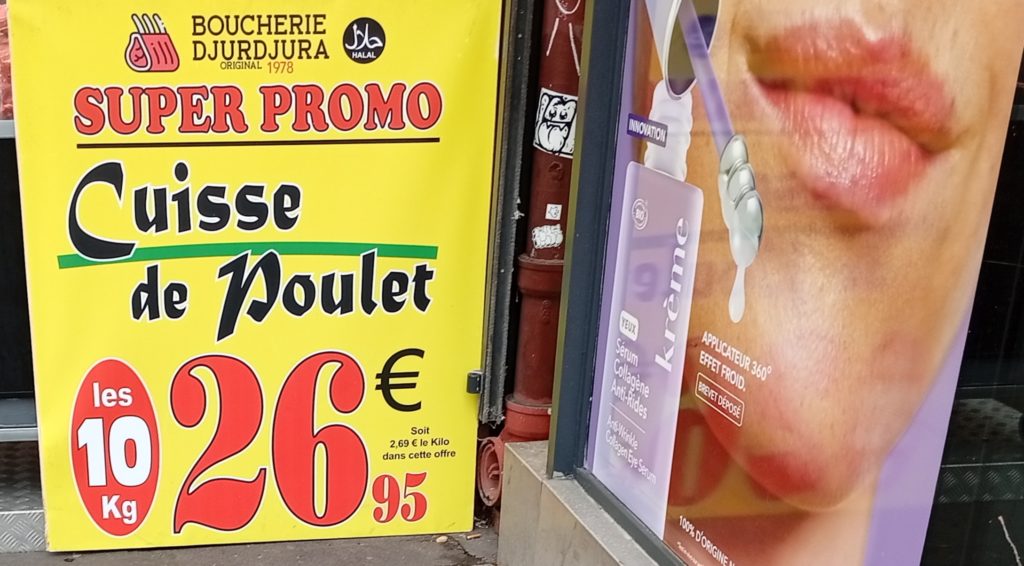 BOUCHERIE
DJURDJURA
ORIGINAL 1978
حلال
HALAL
SUPER PROMO
Cuisse
de Poulet
les
10
Kg
26€95
Soit
2,69 € le Kilo
dans cette offre
INNOVATION
BIO
krème
YEUX
Sérum
Collagène
Anti-Rides
Anti-Wrinkle
Collagen Eye Serum
APPLICATEUR 360°
EFFET FROID.
BREVET DÉPOSÉ
100% D'ORIGINE